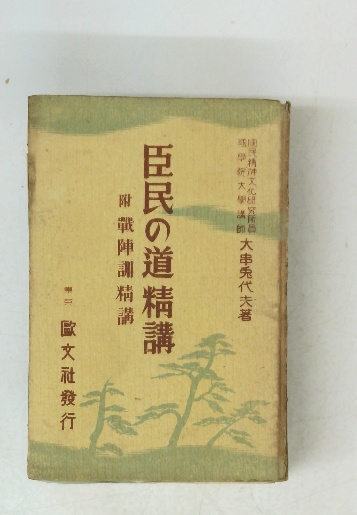 國民精神文化研究所員
國學院大學講師
大串兎代夫著
臣民の道精講
附 戰陣訓精講
東京
歐文社發行